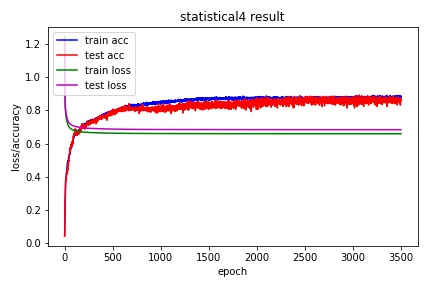 statistical4 result
train acc
test acc
train loss
test loss
loss/accuracy
1.2
1.0
0.8
0.6
0.4
0.2
0.0
0 500 1000 1500 2000 2500 3000 3500
epoch